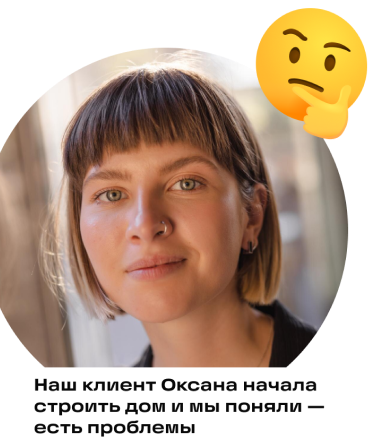 Наш клиент Оксана начала
строить дом и мы поняли —
есть проблемы